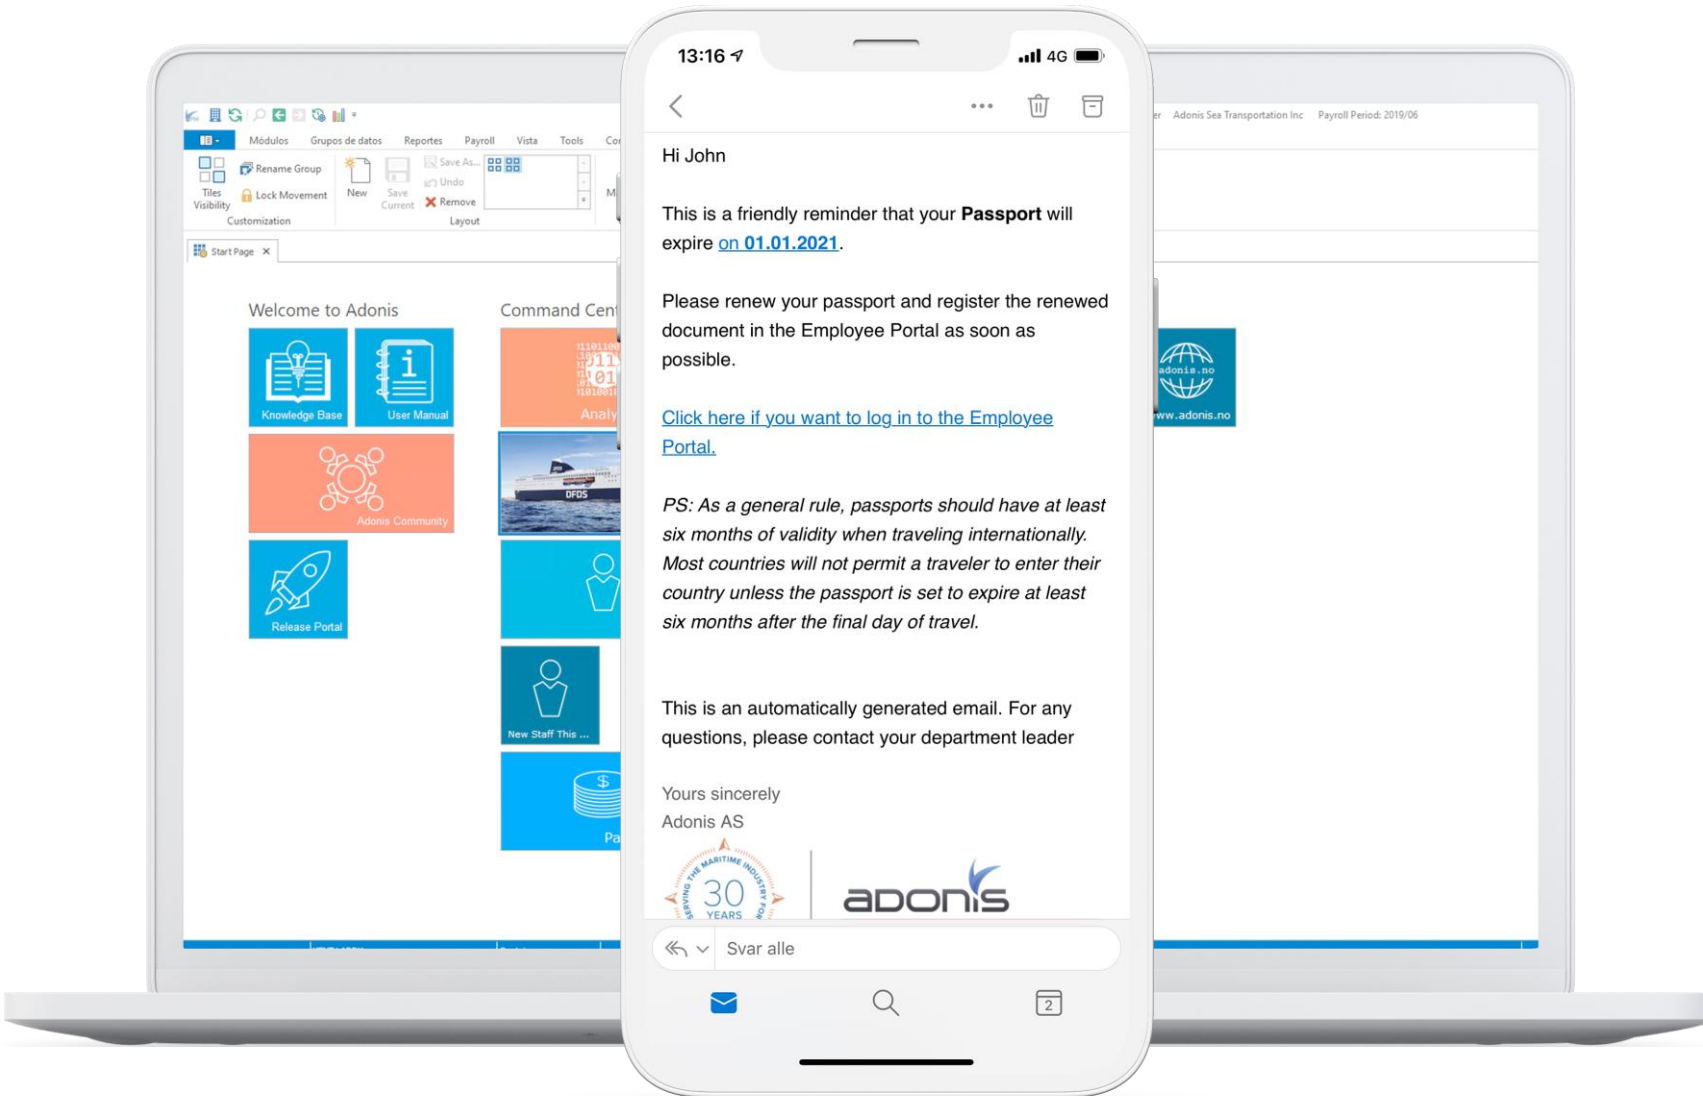 13:16
4G
er Adonis Sea Transportation Inc Payroll Period: 2019/06
Módulos Grupos de datos Reportes Payroll Vista Tools
Rename Group
Lock Movement
Tiles
Visibility
Customization
New
Save
Current
Save As...
Undo
Remove
Layout
Start Page
Welcome to Adonis
Knowledge Base
User Manual
Adonis Community
Release Portal
Command Cent
Analy
DFDS
New Staff This ...
$
Pa
adonis.no
www.adonis.no
Hi John
This is a friendly reminder that your Passport will
expire on 01.01.2021.
Please renew your passport and register the renewed
document in the Employee Portal as soon as
possible.
Click here if you want to log in to the Employee
Portal.
PS: As a general rule, passports should have at least
six months of validity when traveling internationally.
Most countries will not permit a traveler to enter their
country unless the passport is set to expire at least
six months after the final day of travel.
This is an automatically generated email. For any
questions, please contact your department leader
Yours sincerely
Adonis AS
SERVING THE MARITIME INDUSTRY FOR
30
YEARS
adonis
Svar alle
2